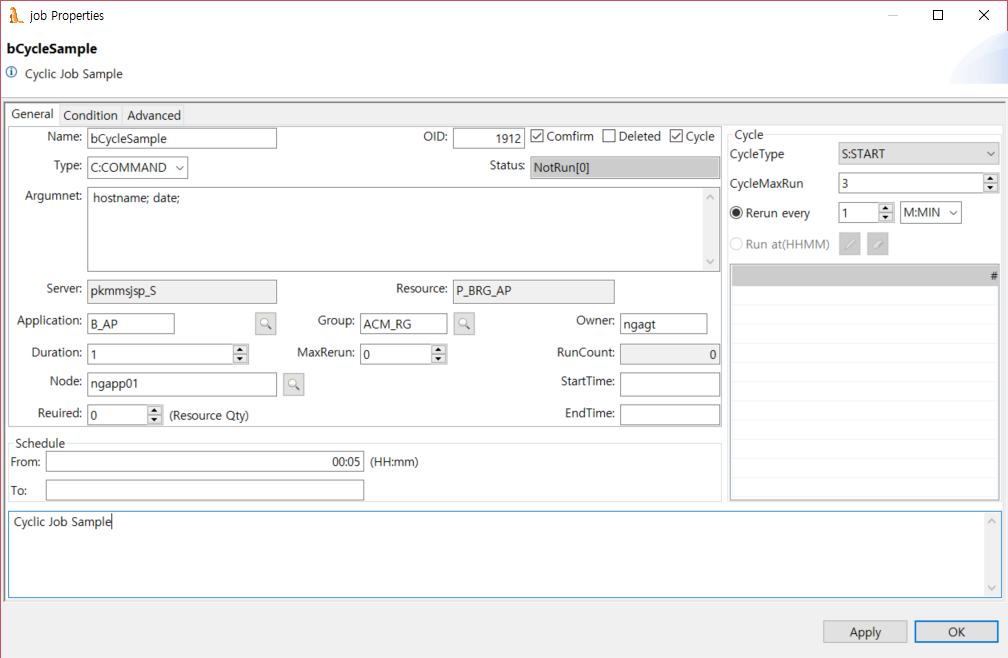 job Properties
bCycleSample
Cyclic Job Sample
General Condition Advanced
Name: bCycleSample OID: 1912 Comfirm Deleted Cycle
Type: C:COMMAND Status: NotRun[0]
Argumnet: hostname; date;
Server: pkmmsjsp_S Resource: P_BRG_AP
Application: B_AP Group: ACM_RG Owner: ngagt
Duration: 1 MaxRerun: 0 RunCount: 0
Node: ngapp01 StartTime:
Reuired: 0 (Resource Qty) EndTime:
Schedule
From: 00:05 (HH:mm)
To:
Cycle
CycleType S:START
CycleMaxRun 3
Rerun every 1 M:MIN
Run at(HHMM)
#
Cyclic Job Sample
Apply OK